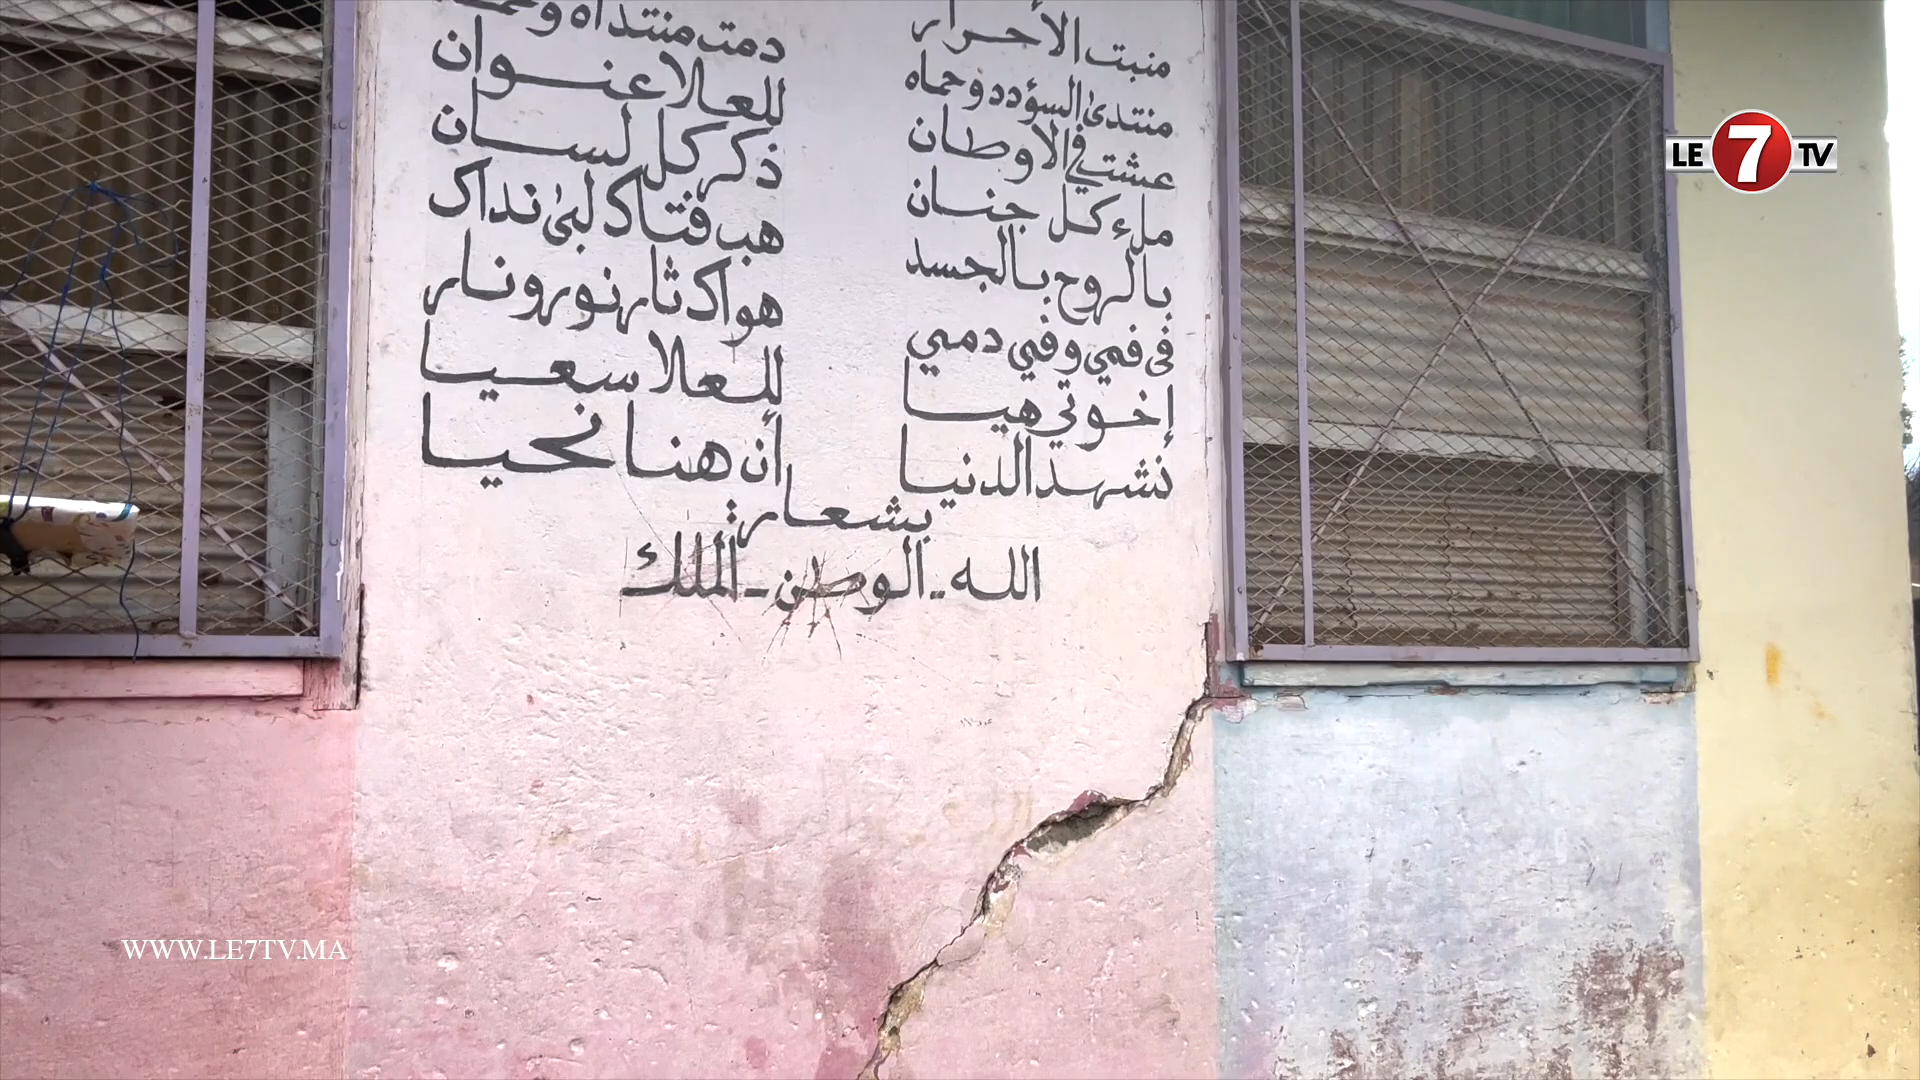 منبت الأحرار
منتدى السؤدد وحماه دمت منتداه وحماه
عشت في الاوطان للعلا عنوان
ملء كل جنان ذكر كل لسان
بالروح بالجسد هب فتاك لبى نداك
في فمي وفي دمي هواك ثار نور ونار
إخوتي هيا للعلا سعيا
نشهد الدنيا أن هنا نحيا
بشعار:
الله - الوطن - الملك
LE 7 TV
WWW.LE7TV.MA